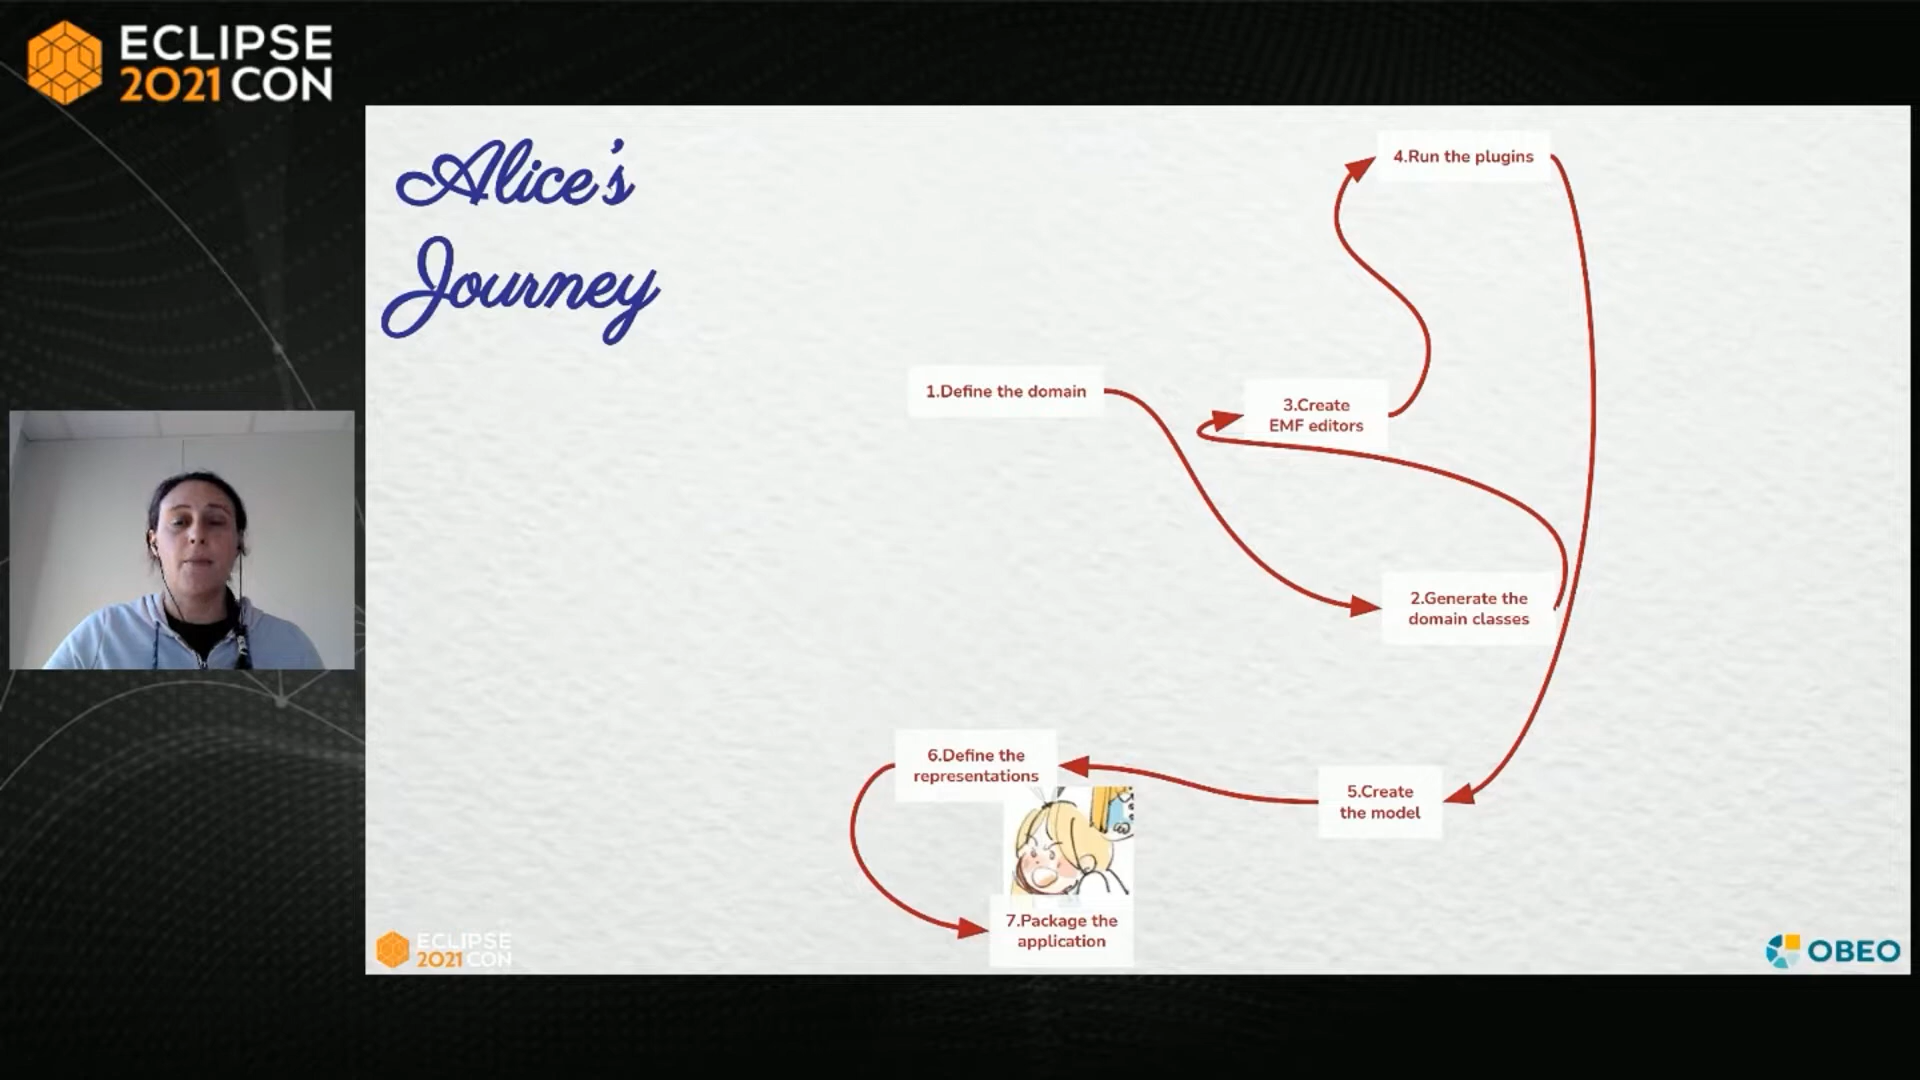 ECLIPSE
2021 CON
Alice's
Journey
4.Run the plugins
1.Define the domain
3.Create
EMF editors
2.Generate the
domain classes
6.Define the
representations
5.Create
the model
7.Package the
application
ECLIPSE
2021 CON
OBEO